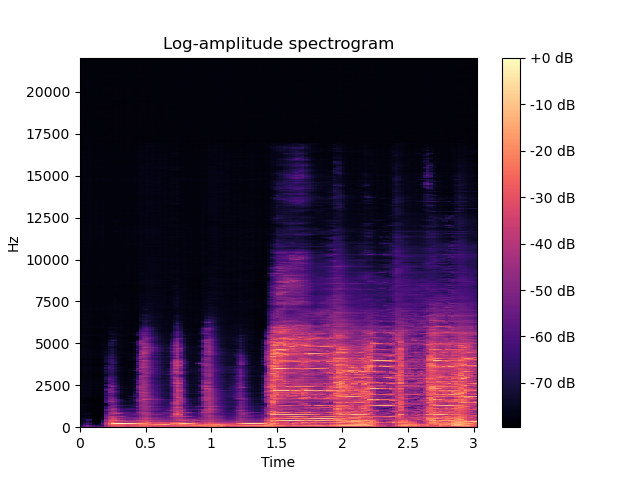 Log-amplitude spectrogram
Hz
20000
17500
15000
12500
10000
7500
5000
2500
0
0 0.5 1 1.5 2 2.5 3
Time
+0 dB
-10 dB
-20 dB
-30 dB
-40 dB
-50 dB
-60 dB
-70 dB